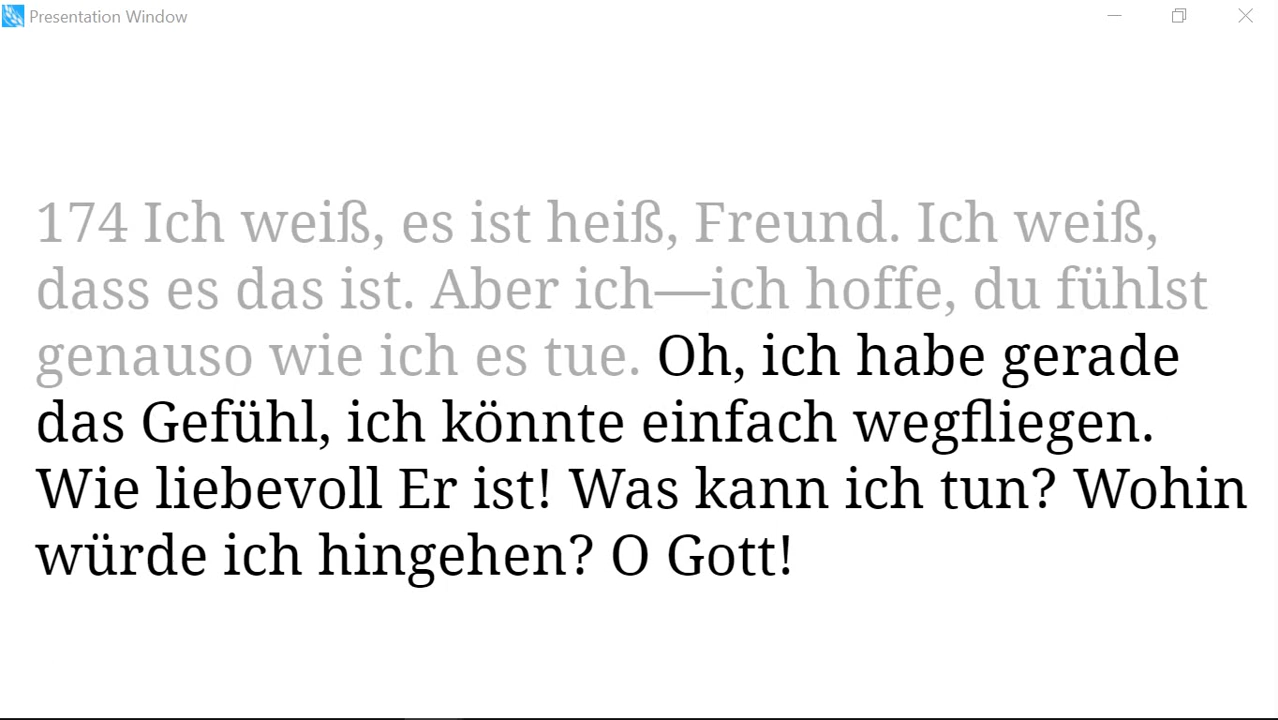 Presentation Window
174 Ich weiß, es ist heiß, Freund. Ich weiß,
dass es das ist. Aber ich—ich hoffe, du fühlst
genauso wie ich es tue. Oh, ich habe gerade
das Gefühl, ich könnte einfach wegfliegen.
Wie liebevoll Er ist! Was kann ich tun? Wohin
würde ich hingehen? O Gott!